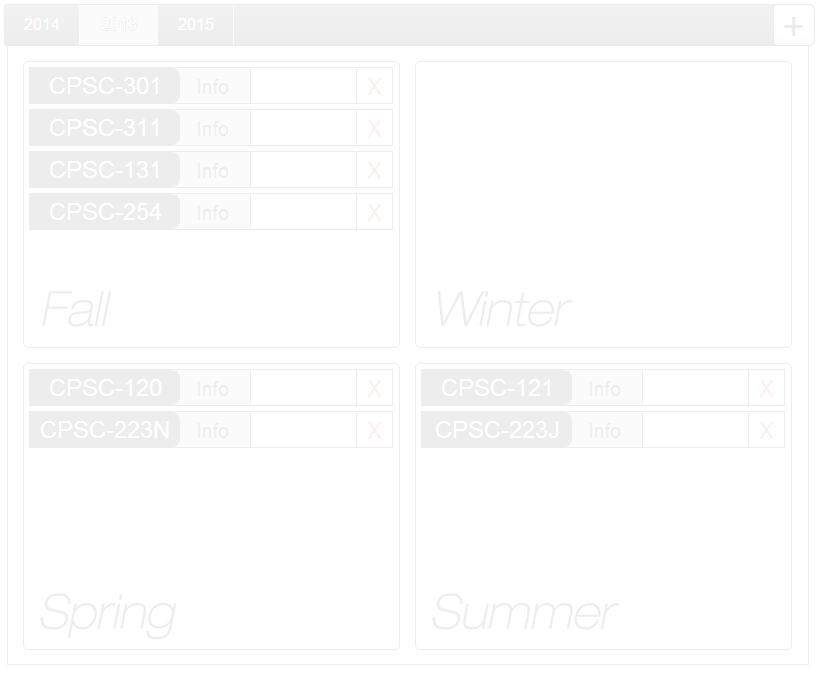 2014 2013 2015 +
CPSC-301 Info X
CPSC-311 Info X
CPSC-131 Info X
CPSC-254 Info X
Fall
Winter
CPSC-120 Info X
CPSC-223N Info X
Spring
CPSC-121 Info X
CPSC-223J Info X
Summer